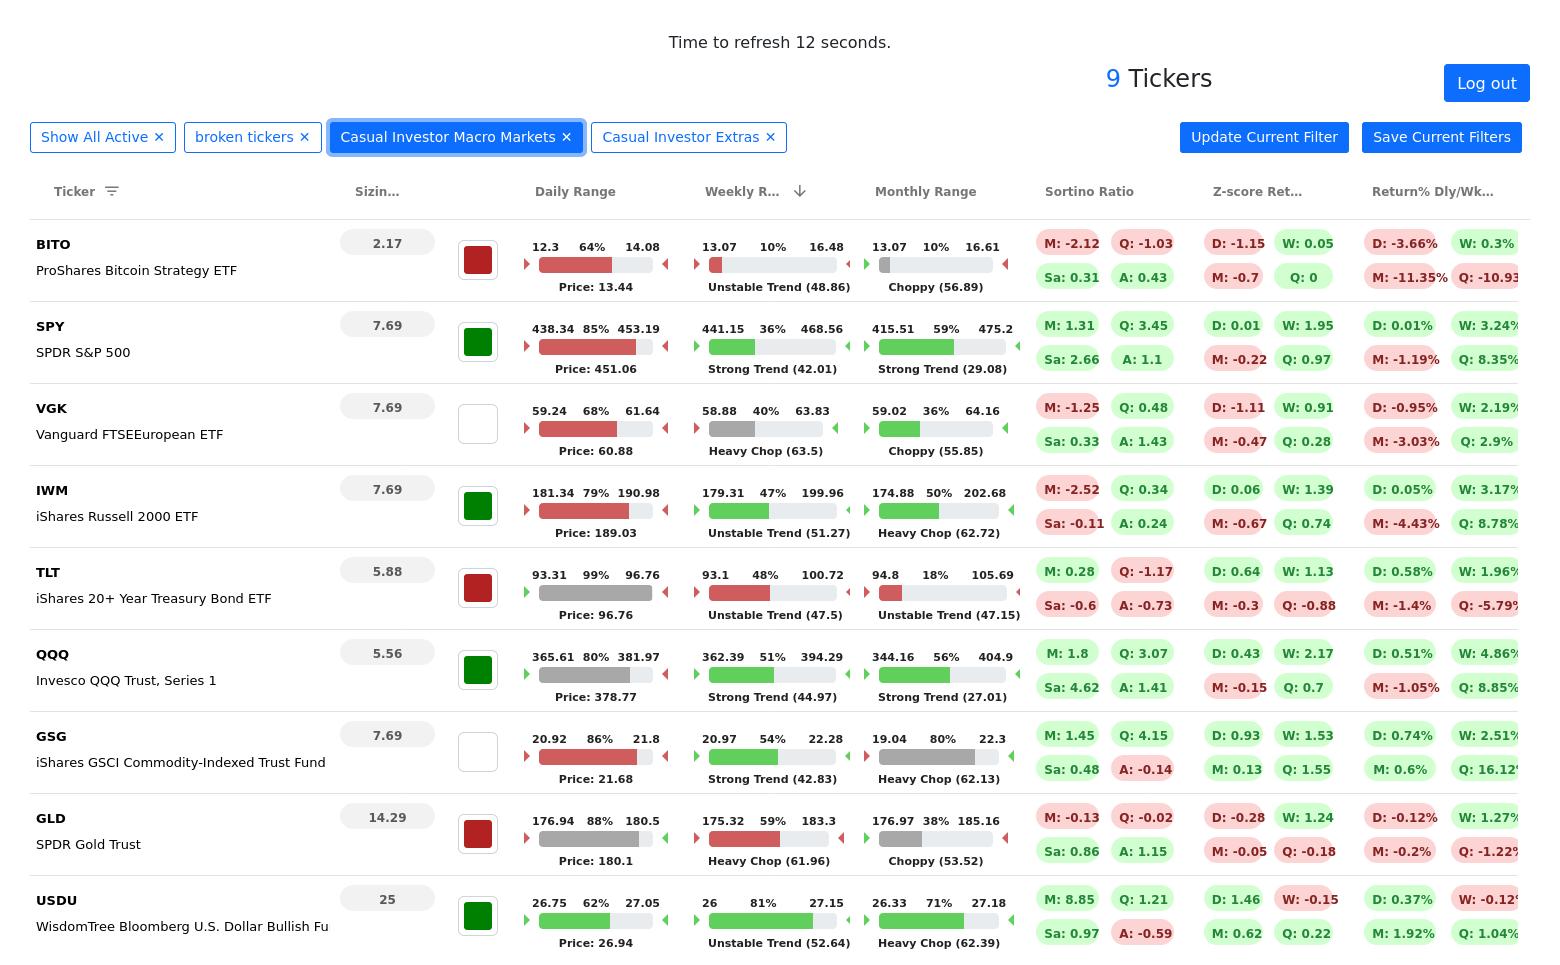 Time to refresh 12 seconds.
9 Tickers
Log out
Show All Active ✕ broken tickers ✕ Casual Investor Macro Markets ✕ Casual Investor Extras ✕ Update Current Filter Save Current Filters
Ticker Sizin… Daily Range Weekly R… Monthly Range Sortino Ratio Z-score Ret… Return% Dly/Wk…
BITO 2.17 12.3 64% 14.08 13.07 10% 16.48 13.07 10% 16.61 M: -2.12 Q: -1.03 D: -1.15 W: 0.05 D: -3.66% W: 0.3%
ProShares Bitcoin Strategy ETF Sa: 0.31 A: 0.43 M: -0.7 Q: 0 M: -11.35% Q: -10.93
Price: 13.44 Unstable Trend (48.86) Choppy (56.89)
SPY 7.69 438.34 85% 453.19 441.15 36% 468.56 415.51 59% 475.2 M: 1.31 Q: 3.45 D: 0.01 W: 1.95 D: 0.01% W: 3.24%
SPDR S&P 500 Sa: 2.66 A: 1.1 M: -0.22 Q: 0.97 M: -1.19% Q: 8.35%
Price: 451.06 Strong Trend (42.01) Strong Trend (29.08)
VGK 7.69 59.24 68% 61.64 58.88 40% 63.83 59.02 36% 64.16 M: -1.25 Q: 0.48 D: -1.11 W: 0.91 D: -0.95% W: 2.19%
Vanguard FTSEEuropean ETF Sa: 0.33 A: 1.43 M: -0.47 Q: 0.28 M: -3.03% Q: 2.9%
Price: 60.88 Heavy Chop (63.5) Choppy (55.85)
IWM 7.69 181.34 79% 190.98 179.31 47% 199.96 174.88 50% 202.68 M: -2.52 Q: 0.34 D: 0.06 W: 1.39 D: 0.05% W: 3.17%
iShares Russell 2000 ETF Sa: -0.11 A: 0.24 M: -0.67 Q: 0.74 M: -4.43% Q: 8.78%
Price: 189.03 Unstable Trend (51.27) Heavy Chop (62.72)
TLT 5.88 93.31 99% 96.76 93.1 48% 100.72 94.8 18% 105.69 M: 0.28 Q: -1.17 D: 0.64 W: 1.13 D: 0.58% W: 1.96%
iShares 20+ Year Treasury Bond ETF Sa: -0.6 A: -0.73 M: -0.3 Q: -0.88 M: -1.4% Q: -5.79%
Price: 96.76 Unstable Trend (47.5) Unstable Trend (47.15)
QQQ 5.56 365.61 80% 381.97 362.39 51% 394.29 344.16 56% 404.9 M: 1.8 Q: 3.07 D: 0.43 W: 2.17 D: 0.51% W: 4.86%
Invesco QQQ Trust, Series 1 Sa: 4.62 A: 1.41 M: -0.15 Q: 0.7 M: -1.05% Q: 8.85%
Price: 378.77 Strong Trend (44.97) Strong Trend (27.01)
GSG 7.69 20.92 86% 21.8 20.97 54% 22.28 19.04 80% 22.3 M: 1.45 Q: 4.15 D: 0.93 W: 1.53 D: 0.74% W: 2.51%
iShares GSCI Commodity-Indexed Trust Fund Sa: 0.48 A: -0.14 M: 0.13 Q: 1.55 M: 0.6% Q: 16.12%
Price: 21.68 Strong Trend (42.83) Heavy Chop (62.13)
GLD 14.29 176.94 88% 180.5 175.32 59% 183.3 176.97 38% 185.16 M: -0.13 Q: -0.02 D: -0.28 W: 1.24 D: -0.12% W: 1.27%
SPDR Gold Trust Sa: 0.86 A: 1.15 M: -0.05 Q: -0.18 M: -0.2% Q: -1.22%
Price: 180.1 Heavy Chop (61.96) Choppy (53.52)
USDU 25 26.75 62% 27.05 26 81% 27.15 26.33 71% 27.18 M: 8.85 Q: 1.21 D: 1.46 W: -0.15 D: 0.37% W: -0.12%
WisdomTree Bloomberg U.S. Dollar Bullish Fu Sa: 0.97 A: -0.59 M: 0.62 Q: 0.22 M: 1.92% Q: 1.04%
Price: 26.94 Unstable Trend (52.64) Heavy Chop (62.39)